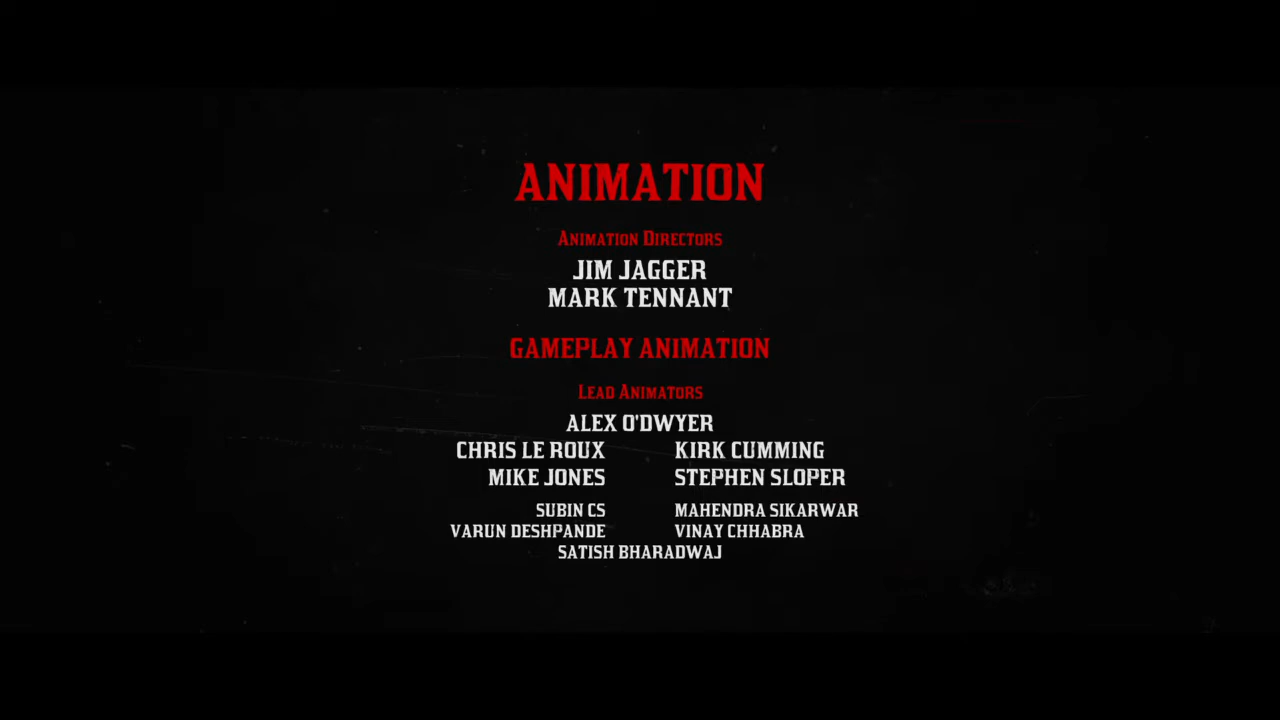 ANIMATION
Animation Directors
JIM JAGGER
MARK TENNANT
GAMEPLAY ANIMATION
Lead Animators
ALEX O'DWYER
CHRIS LE ROUX KIRK CUMMING
MIKE JONES STEPHEN SLOPER
SUBIN CS MAHENDRA SIKARWAR
VARUN DESHPANDE VINAY CHHABRA
SATISH BHARADWAJ